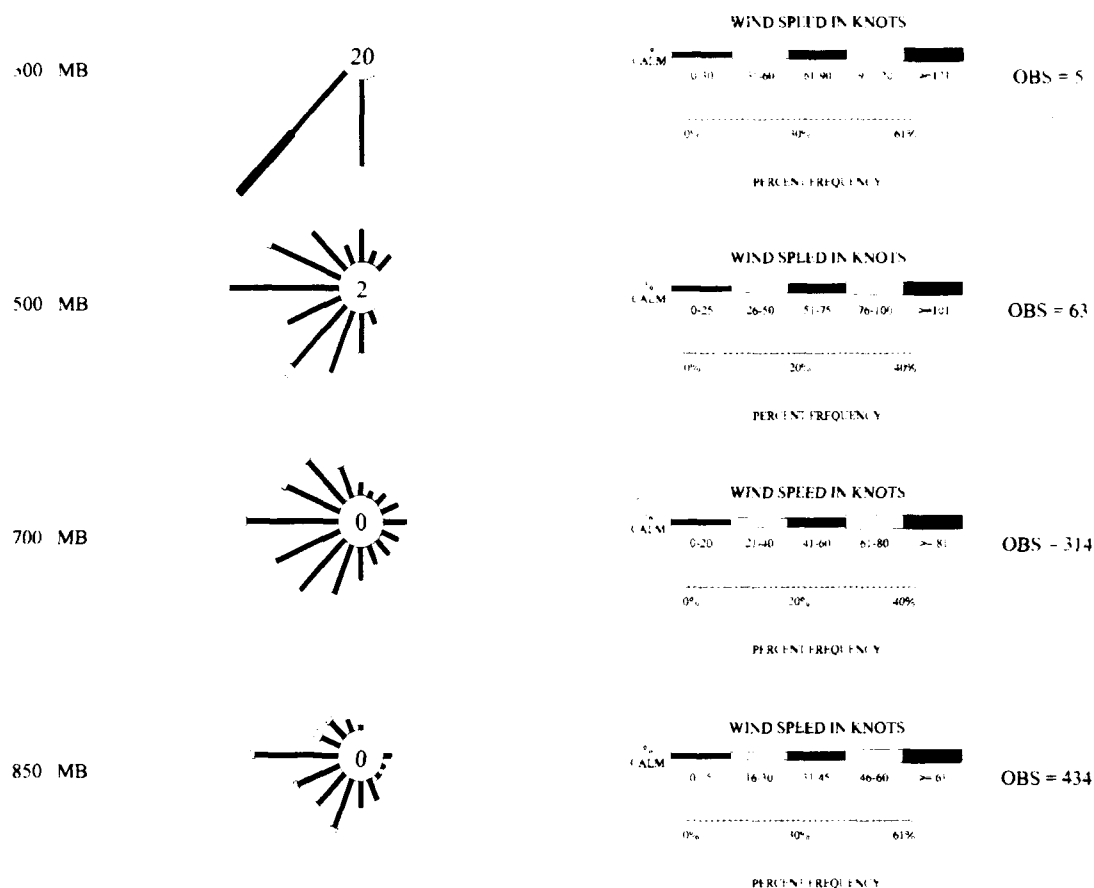 WIND SPEED IN KNOTS
20
MB
% CALM 0-30 61-90
OBS = 5
0% 30% 61%
PERCENT FREQUENCY
WIND SPEED IN KNOTS
500 MB
2
% CALM 0-25 26-50 51-75 76-100 >=101
OBS = 63
0% 20% 40%
PERCENT FREQUENCY
WIND SPEED IN KNOTS
700 MB
0
% CALM 0-20 21-40 41-60 61-80 >= 81
OBS = 314
0% 20% 40%
PERCENT FREQUENCY
WIND SPEED IN KNOTS
850 MB
0
% CALM 16-30 31-45 46-60
OBS = 434
0% 30% 61%
PERCENT FREQUENCY